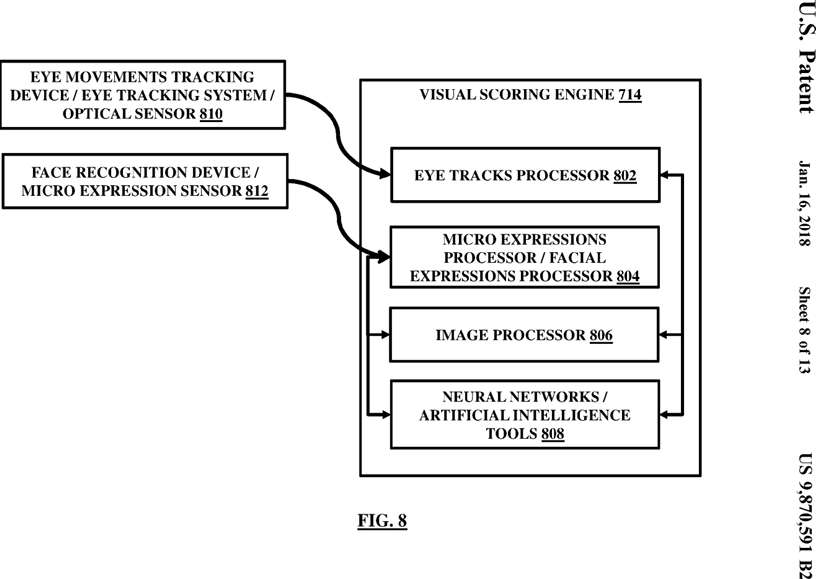 U.S. Patent
Jan. 16, 2018
Sheet 8 of 13
US 9,870,591 B2
EYE MOVEMENTS TRACKING
DEVICE / EYE TRACKING SYSTEM /
OPTICAL SENSOR 810
FACE RECOGNITION DEVICE /
MICRO EXPRESSION SENSOR 812
VISUAL SCORING ENGINE 714
EYE TRACKS PROCESSOR 802
MICRO EXPRESSIONS
PROCESSOR / FACIAL
EXPRESSIONS PROCESSOR 804
IMAGE PROCESSOR 806
NEURAL NETWORKS /
ARTIFICIAL INTELLIGENCE
TOOLS 808
FIG. 8